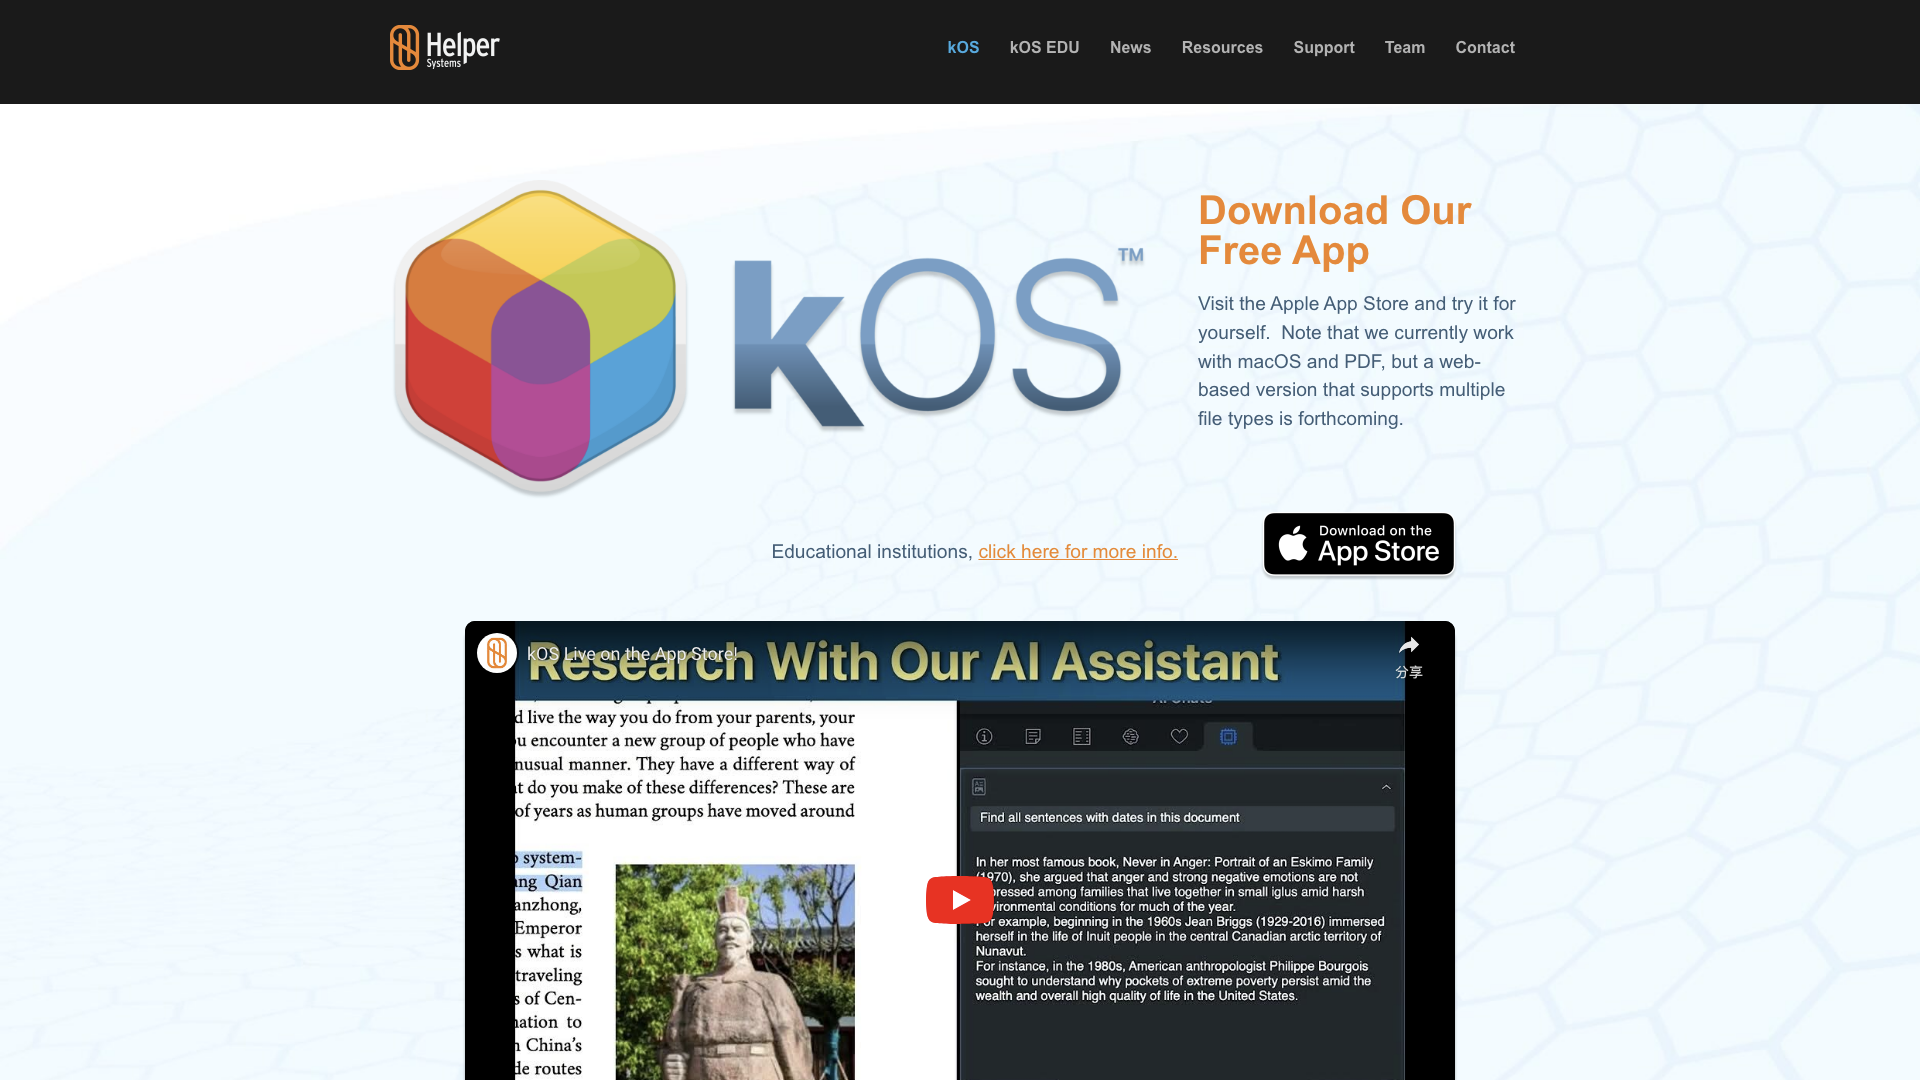 Helper
Systems
kOS
kOS EDU
News
Resources
Support
Team
Contact
kOS™
Download Our
Free App
Visit the Apple App Store and try it for
yourself.  Note that we currently work
with macOS and PDF, but a web-
based version that supports multiple
file types is forthcoming.
Educational institutions, click here for more info.
Download on the
App Store
kOS Live on the App Store!
Research With Our AI Assistant
分享
d live the way you do from your parents, your
u encounter a new group of people who have
nusual manner. They have a different way of
t do you make of these differences? These are
of years as human groups have moved around
system-
ang Qian
anzhong,
Emperor
s what is
traveling
s of Cen-
nation to
n China's
de routes
AI Chats
Find all sentences with dates in this document
In her most famous book, Never in Anger: Portrait of an Eskimo Family
(1970), she argued that anger and strong negative emotions are not
pressed among families that live together in small iglus amid harsh
vironmental conditions for much of the year.
For example, beginning in the 1960s Jean Briggs (1929-2016) immersed
herself in the life of Inuit people in the central Canadian arctic territory of
Nunavut.
For instance, in the 1980s, American anthropologist Philippe Bourgois
sought to understand why pockets of extreme poverty persist amid the
wealth and overall high quality of life in the United States.